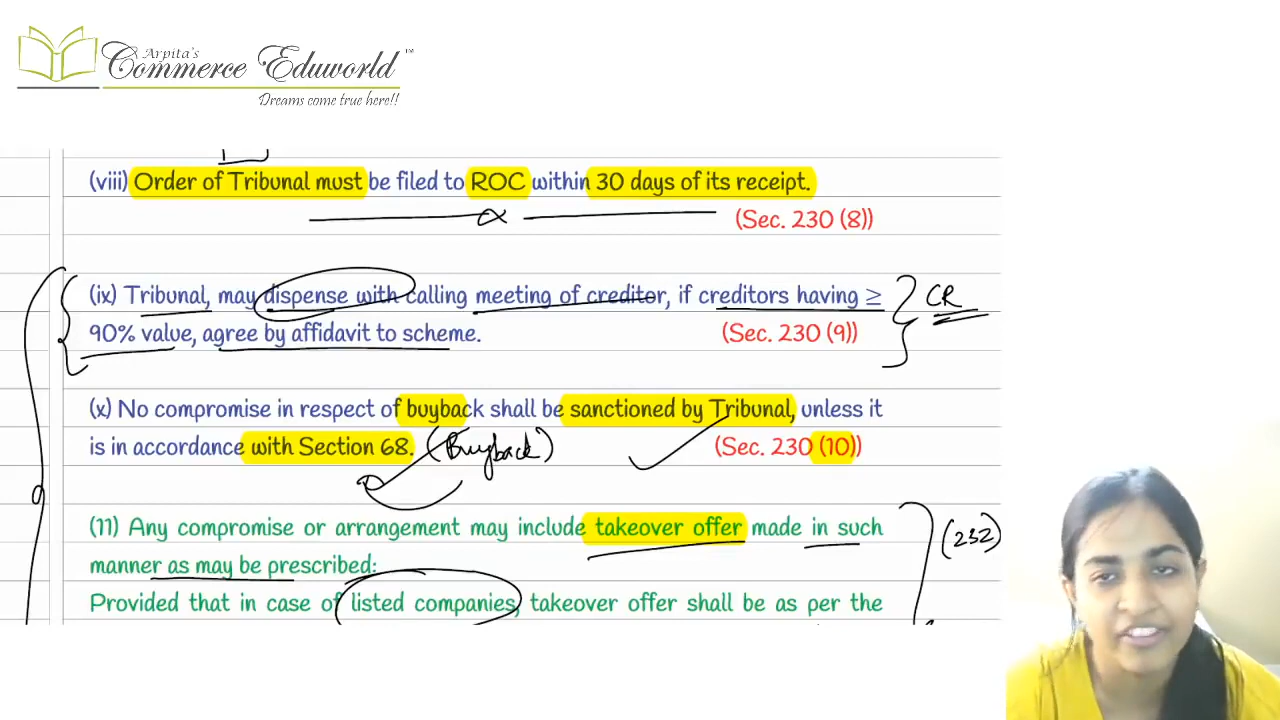 Arpita's
Commerce Eduworld™
Dreams come true here!!
(viii) Order of Tribunal must be filed to ROC within 30 days of its receipt.
(Sec. 230 (8))
(ix) Tribunal, may dispense with calling meeting of creditor, if creditors having ≥
CR
90% value, agree by affidavit to scheme. (Sec. 230 (9))
(x) No compromise in respect of buyback shall be sanctioned by Tribunal, unless it
is in accordance with Section 68. (Buyback) (Sec. 230 (10))
(11) Any compromise or arrangement may include takeover offer made in such
(232)
manner as may be prescribed:
Provided that in case of listed companies, takeover offer shall be as per the